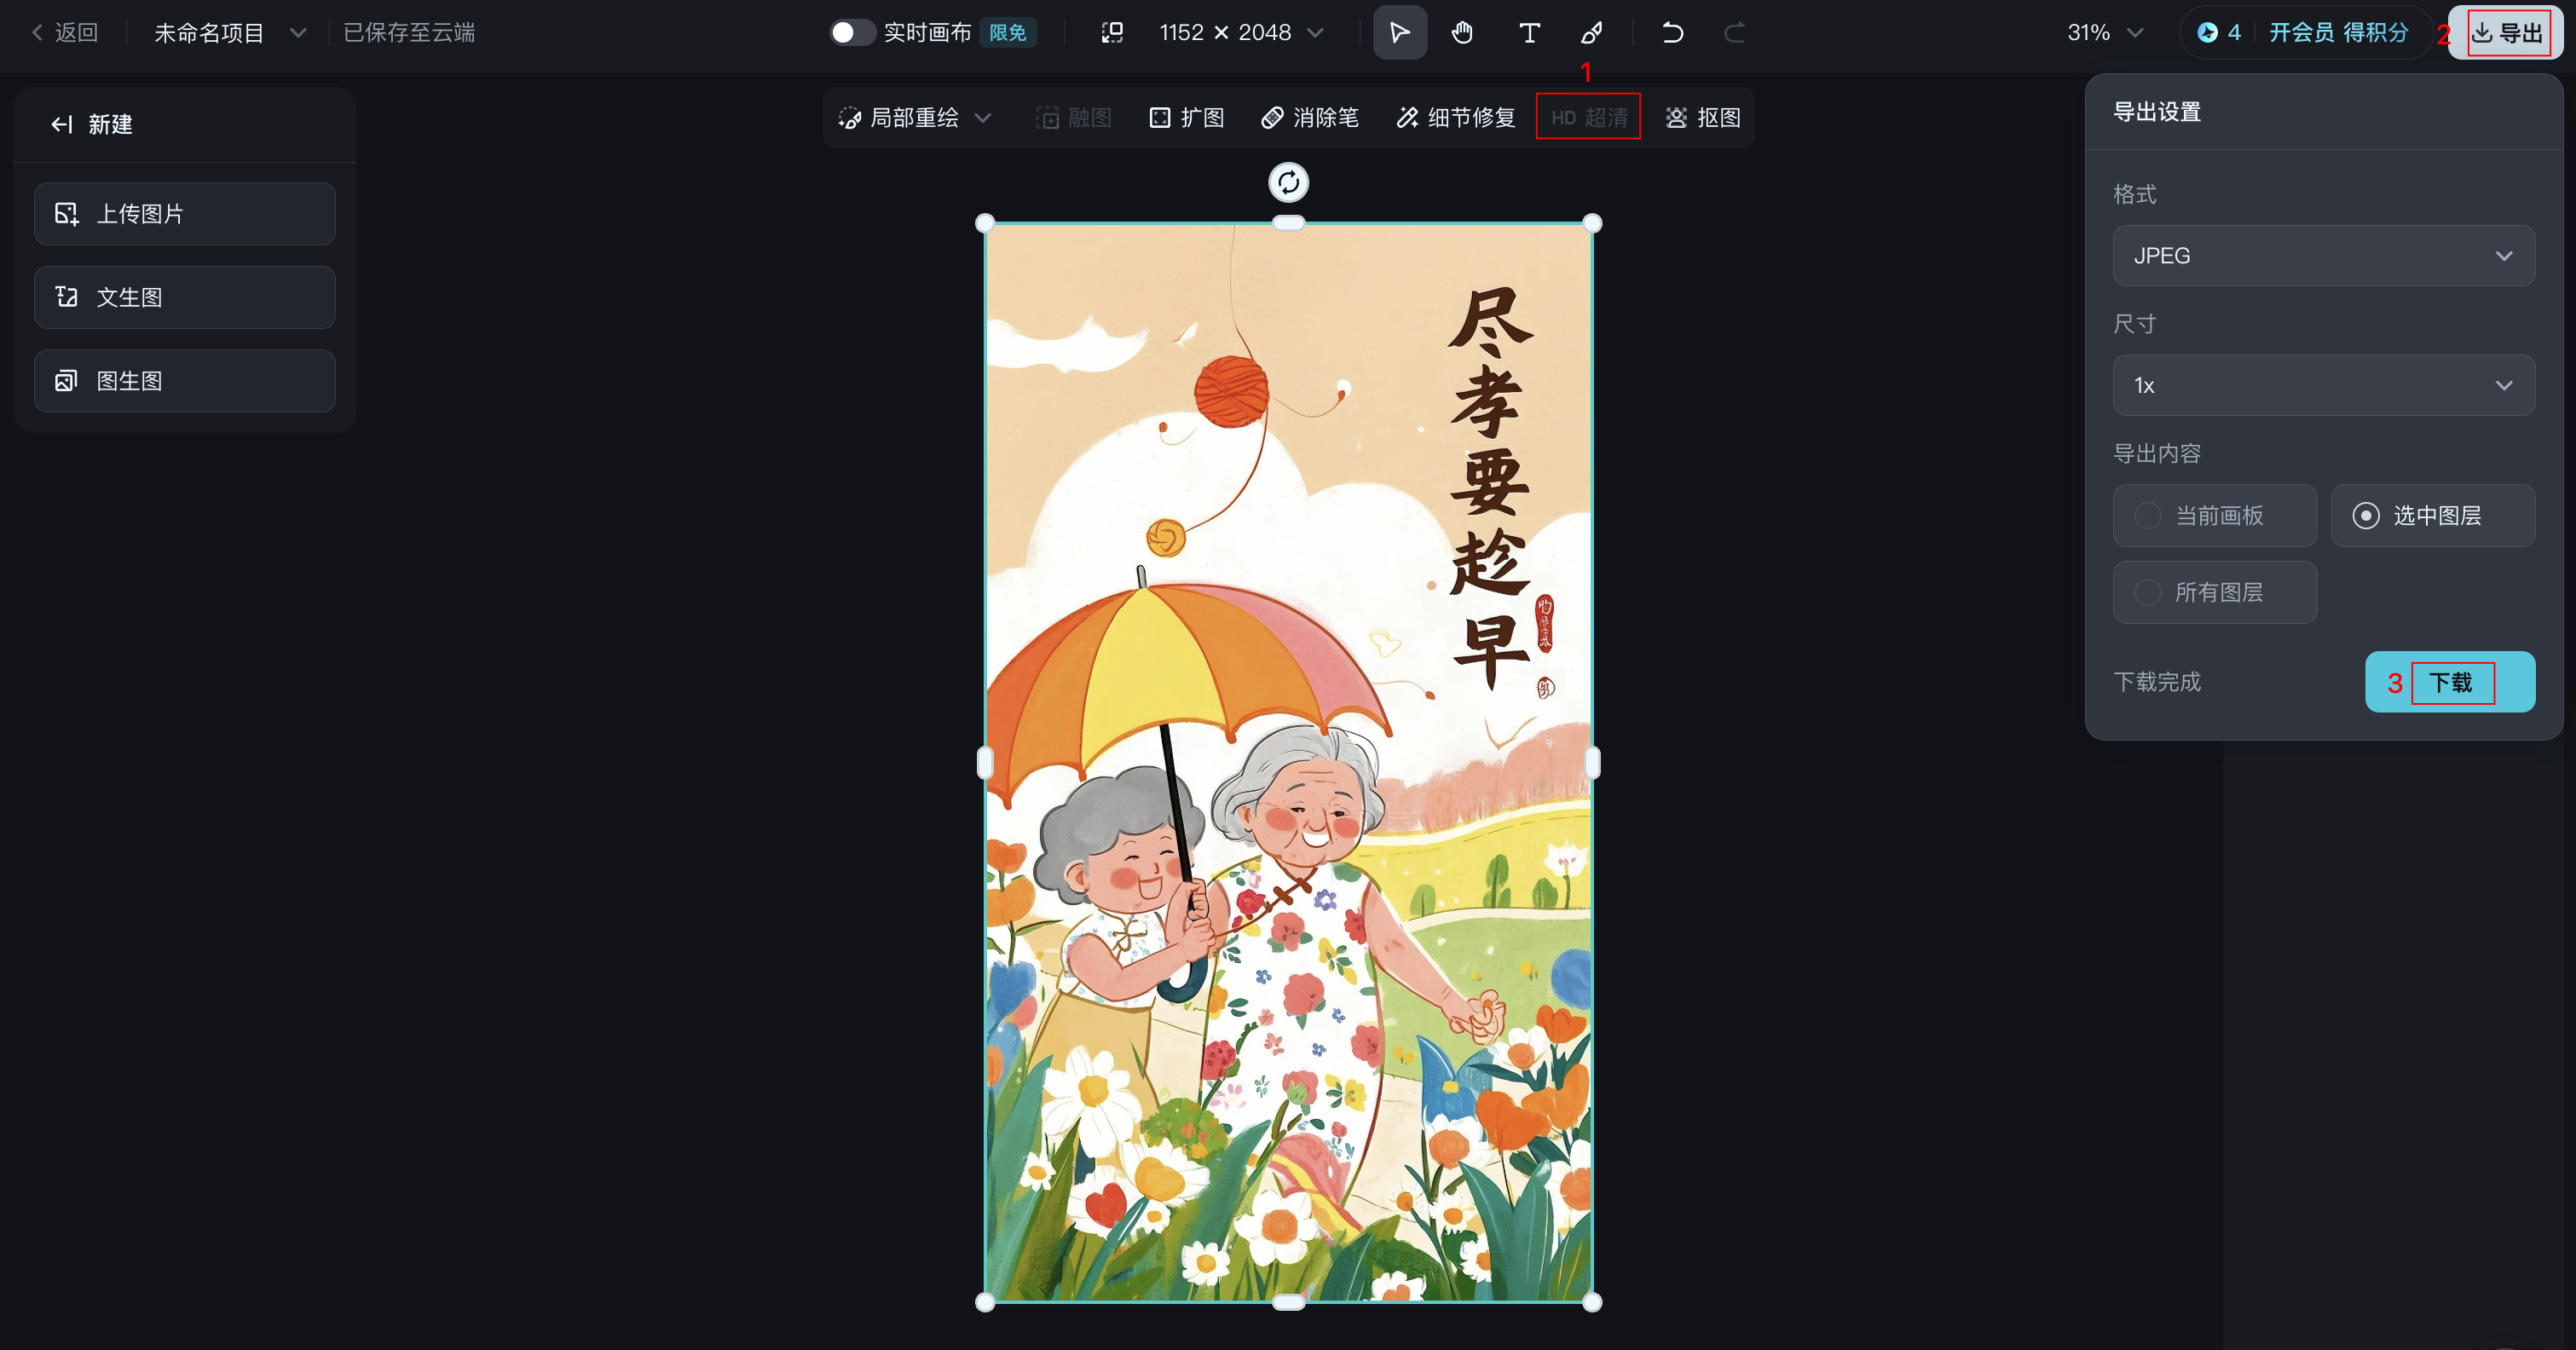 返回
未命名项目
已保存至云端
实时画布 限免
1152 × 2048
31%
4
开会员 得积分
2
导出
1
新建
局部重绘
融图
扩图
消除笔
细节修复
HD 超清
抠图
上传图片
文生图
图生图
尽孝要趁早
导出设置
格式
JPEG
尺寸
1x
导出内容
当前画板
选中图层
所有图层
下载完成
3
下载